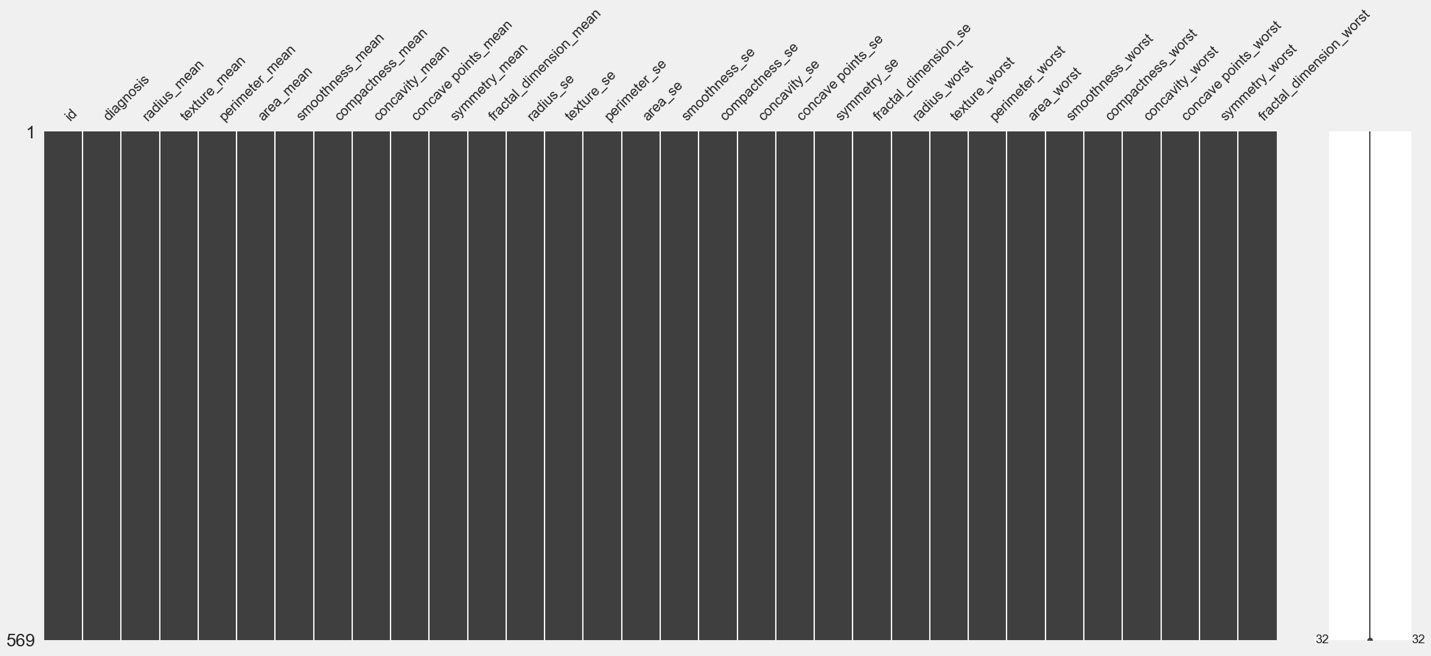 id
diagnosis
radius_mean
texture_mean
perimeter_mean
area_mean
smoothness_mean
compactness_mean
concavity_mean
concave points_mean
symmetry_mean
fractal_dimension_mean
radius_se
texture_se
perimeter_se
area_se
smoothness_se
compactness_se
concavity_se
concave points_se
symmetry_se
fractal_dimension_se
radius_worst
texture_worst
perimeter_worst
area_worst
smoothness_worst
compactness_worst
concavity_worst
concave points_worst
symmetry_worst
fractal_dimension_worst
1
569
32
32